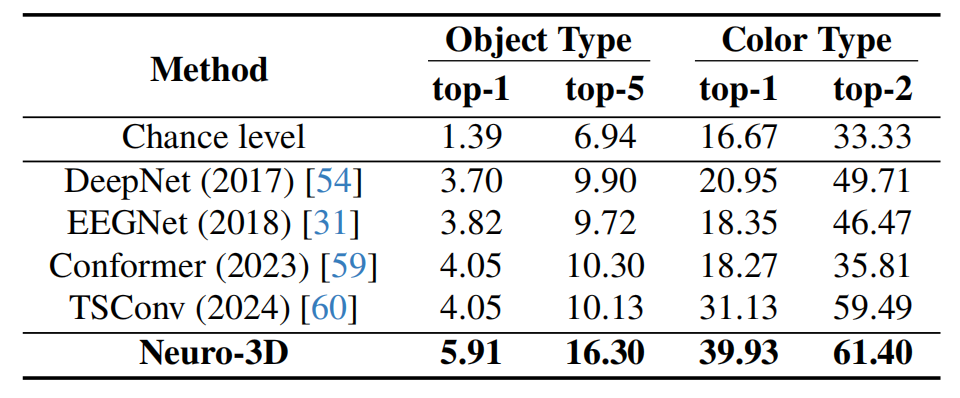 Method Object Type Color Type
top-1 top-5 top-1 top-2
Chance level 1.39 6.94 16.67 33.33
DeepNet (2017) [54] 3.70 9.90 20.95 49.71
EEGNet (2018) [31] 3.82 9.72 18.35 46.47
Conformer (2023) [59] 4.05 10.30 18.27 35.81
TSConv (2024) [60] 4.05 10.13 31.13 59.49
Neuro-3D 5.91 16.30 39.93 61.40